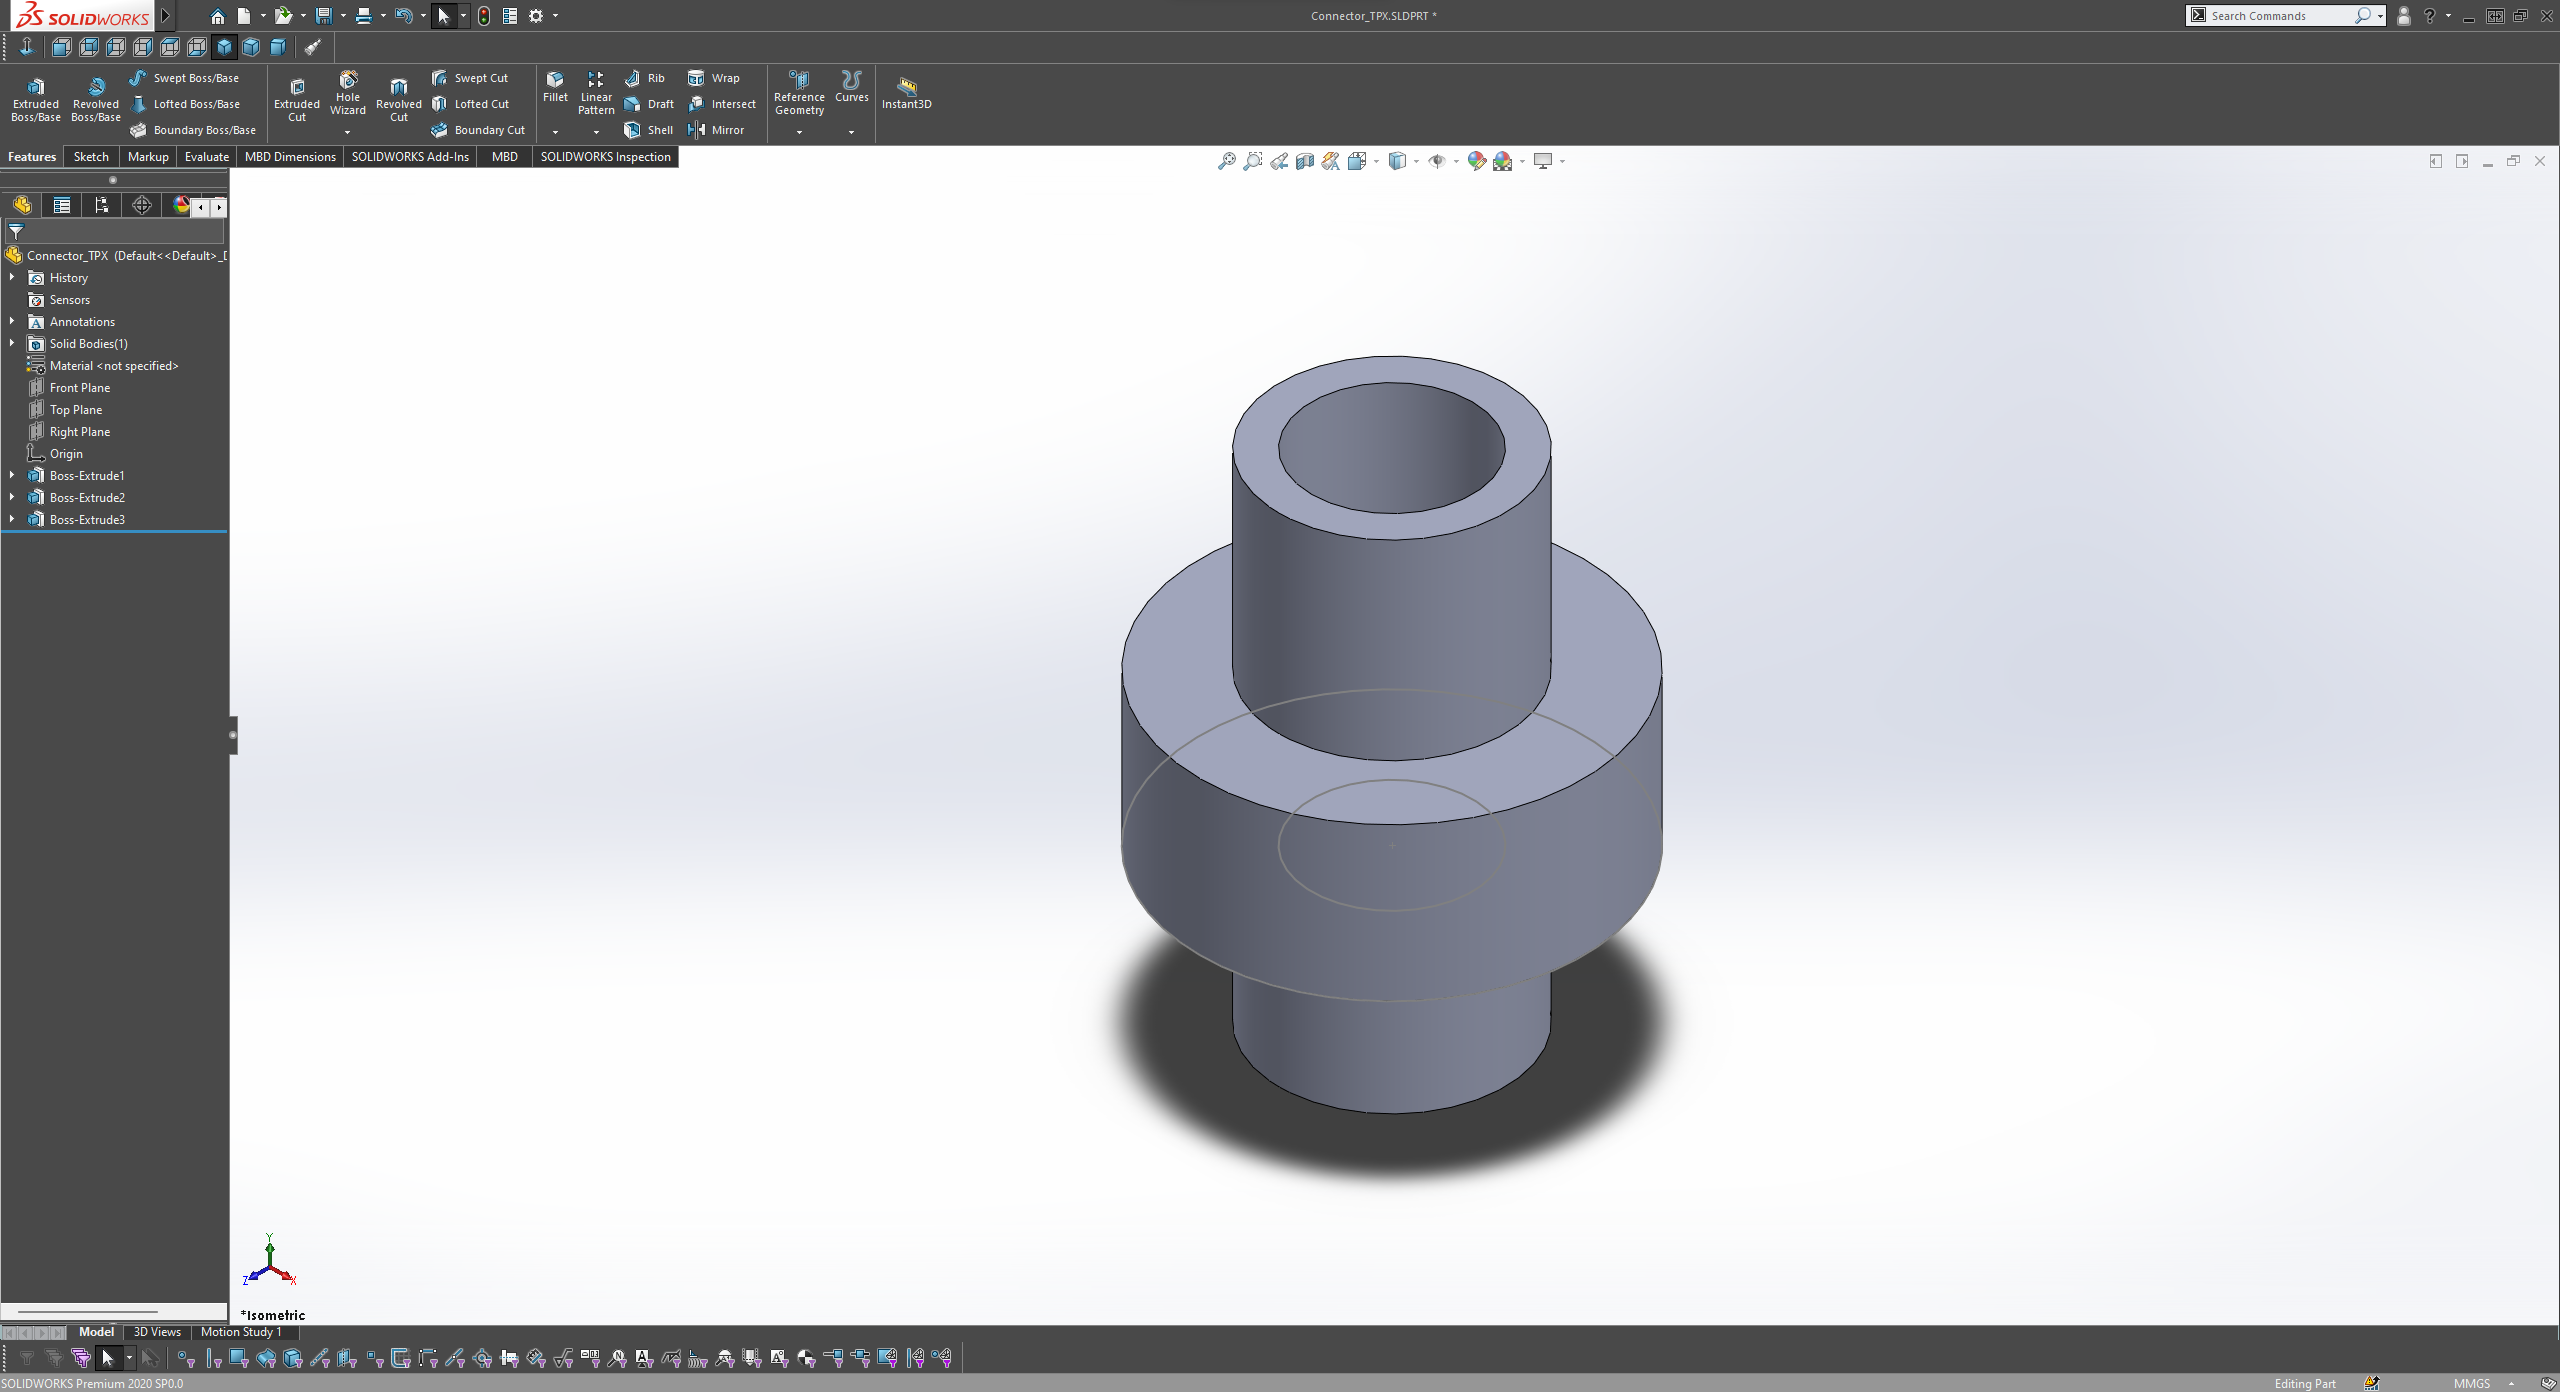 SOLIDWORKS
Connector_TPX.SLDPRT *
Search Commands
Extruded Boss/Base
Revolved Boss/Base
Swept Boss/Base
Lofted Boss/Base
Boundary Boss/Base
Extruded Cut
Hole Wizard
Revolved Cut
Swept Cut
Lofted Cut
Boundary Cut
Fillet
Linear Pattern
Rib
Draft
Shell
Wrap
Intersect
Mirror
Reference Geometry
Curves
Instant3D
Features
Sketch
Markup
Evaluate
MBD Dimensions
SOLIDWORKS Add-Ins
MBD
SOLIDWORKS Inspection
Connector_TPX (Default<<Default>_D
History
Sensors
Annotations
Solid Bodies(1)
Material <not specified>
Front Plane
Top Plane
Right Plane
Origin
Boss-Extrude1
Boss-Extrude2
Boss-Extrude3
Y
Z
X
*Isometric
Model
3D Views
Motion Study 1
SOLIDWORKS Premium 2020 SP0.0
Editing Part
MMGS